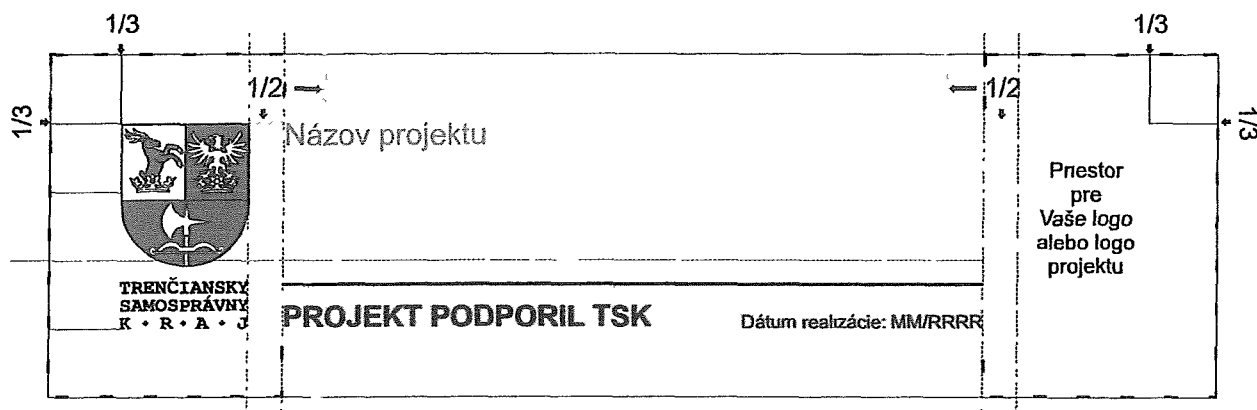 1/3
1/3
1/2
1/2
1/3
1/3
Názov projektu
Priestor
pre
Vaše logo
alebo logo
projektu
TRENČIANSKY
SAMOSPRÁVNY
K · R · A · J
PROJEKT PODPORIL TSK
Dátum realizácie: MM/RRRR